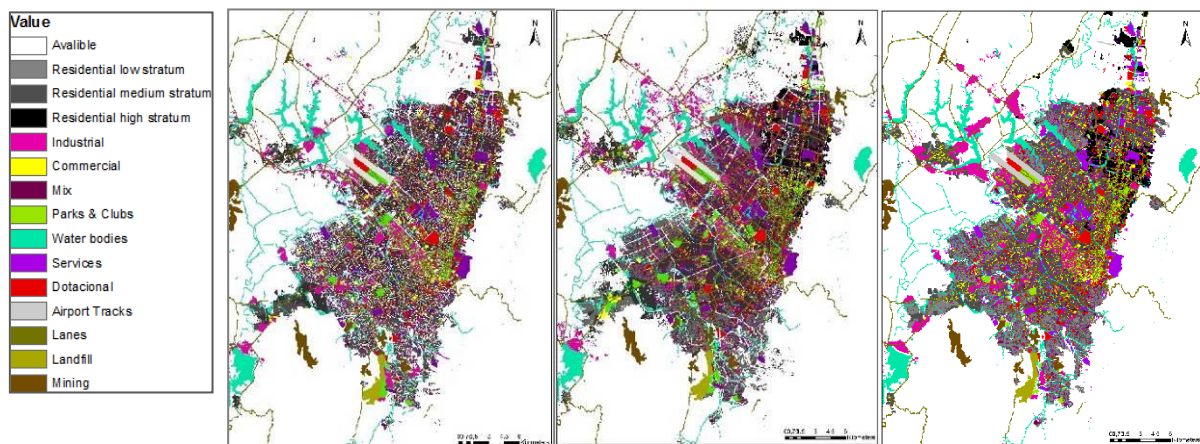 Value
Avalible
Residential low stratum
Residential medium stratum
Residential high stratum
Industrial
Commercial
Mix
Parks & Clubs
Water bodies
Services
Dotacional
Airport Tracks
Lanes
Landfill
Mining
N
N
N